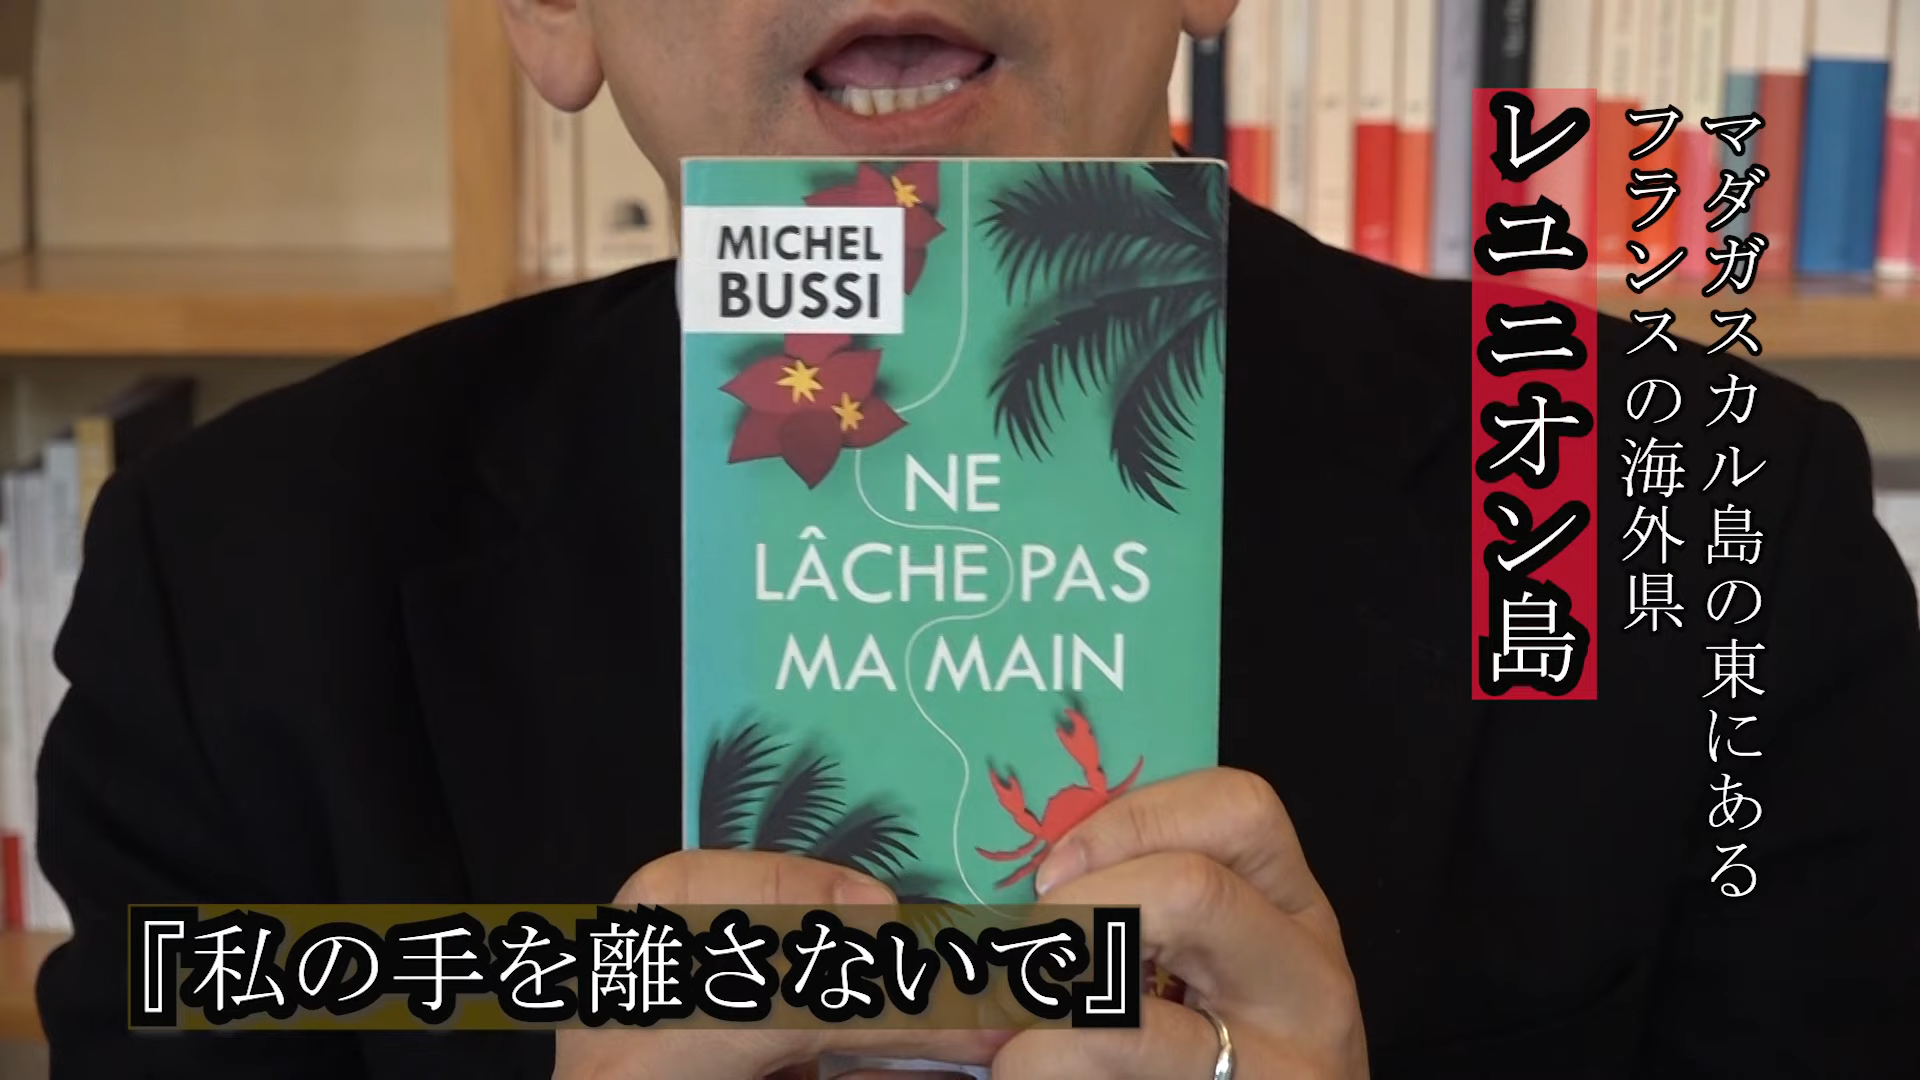 マダガスカル島の東にある
フランスの海外県
レユニオン島
MICHEL
BUSSI
NE
LÂCHE PAS
MA MAIN
『私の手を離さないで』